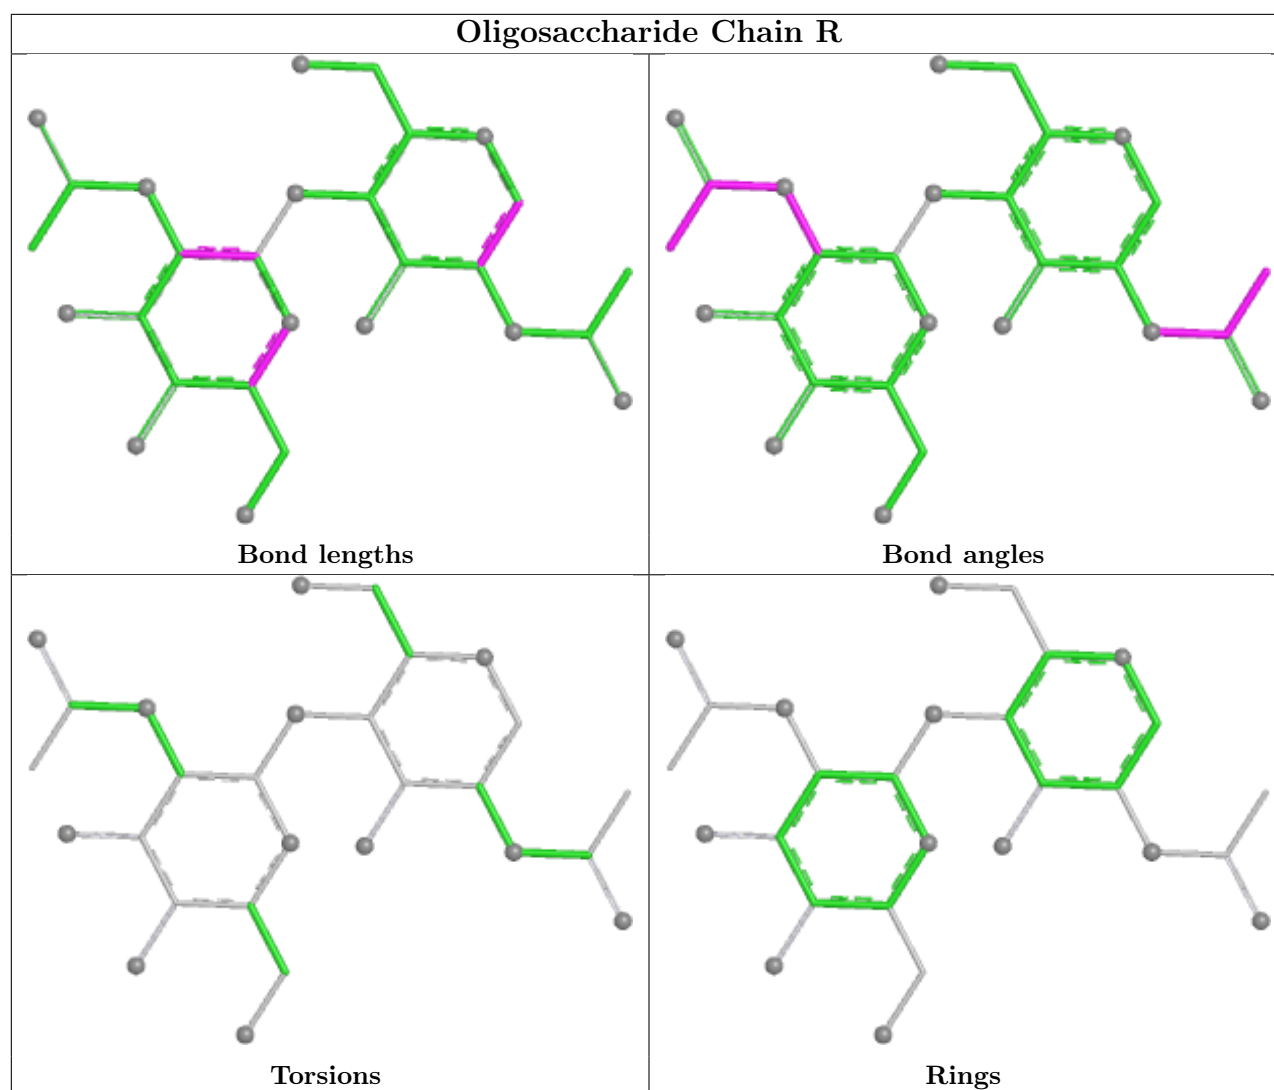 Oligosaccharide Chain R
Bond lengths
Bond angles
Torsions
Rings